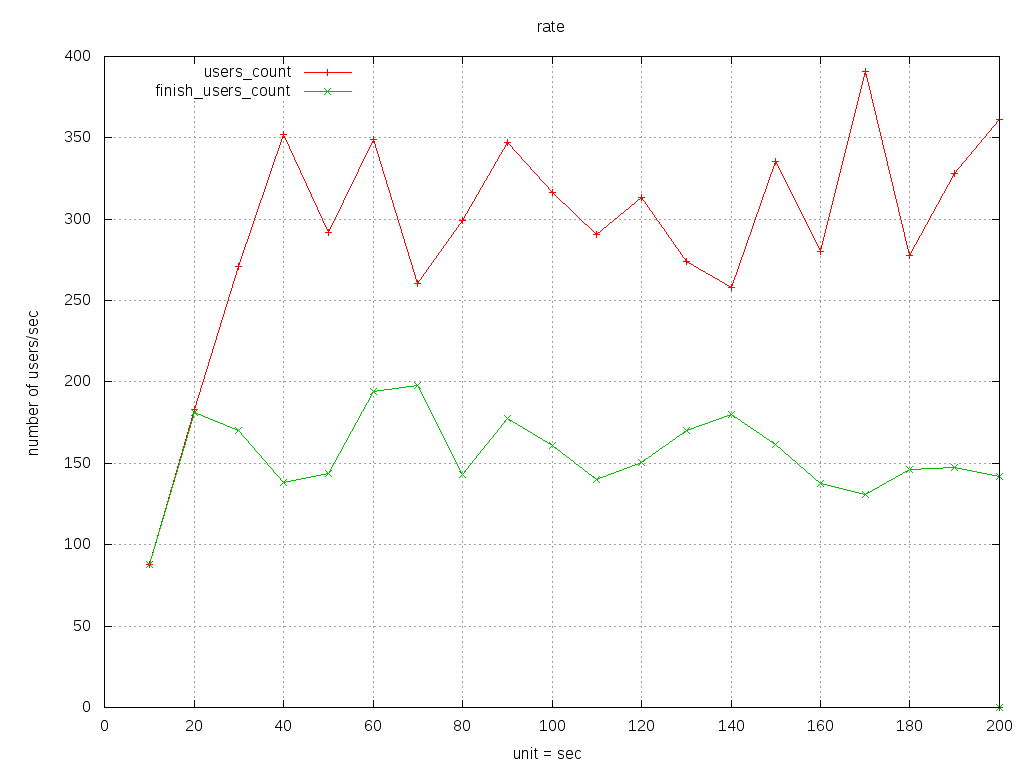 rate
400
users_count
finish_users_count
350
300
250
200
150
100
50
0
number of users/sec
0 20 40 60 80 100 120 140 160 180 200
unit = sec